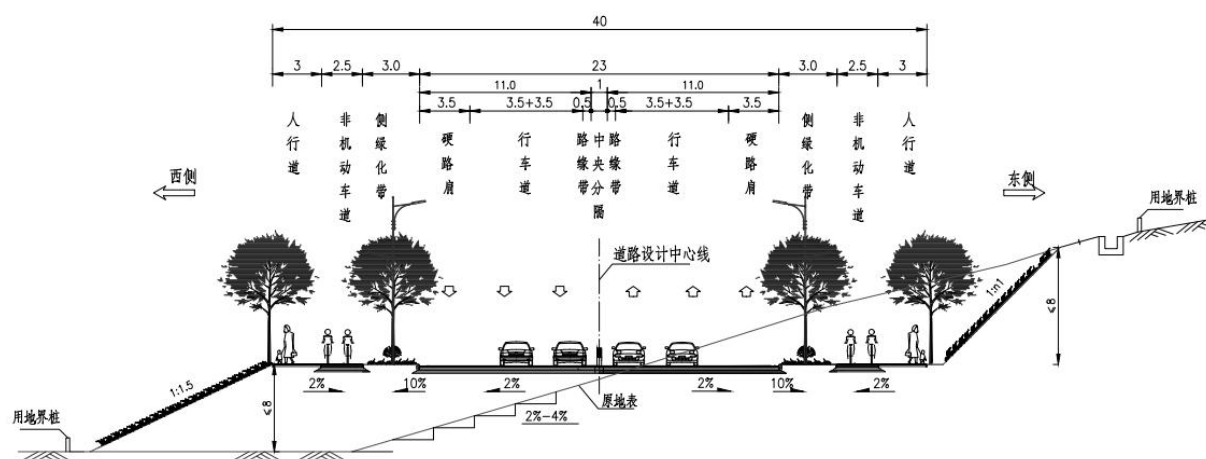 40
3 2.5 3.0 23 3.0 2.5 3
11.0 1 11.0
3.5 3.5+3.5 0.5 0.5 3.5+3.5 3.5
人行道
非机动车道
侧绿化带
硬路肩
行车道
路缘带
中央分隔
路缘带
行车道
硬路肩
侧绿化带
非机动车道
人行道
西侧
东侧
用地界桩
道路设计中心线
1:n1
≤8
1:1.5
2% 10% 2% 2% 10% 2%
≤8
原地表
2%-4%
用地界桩